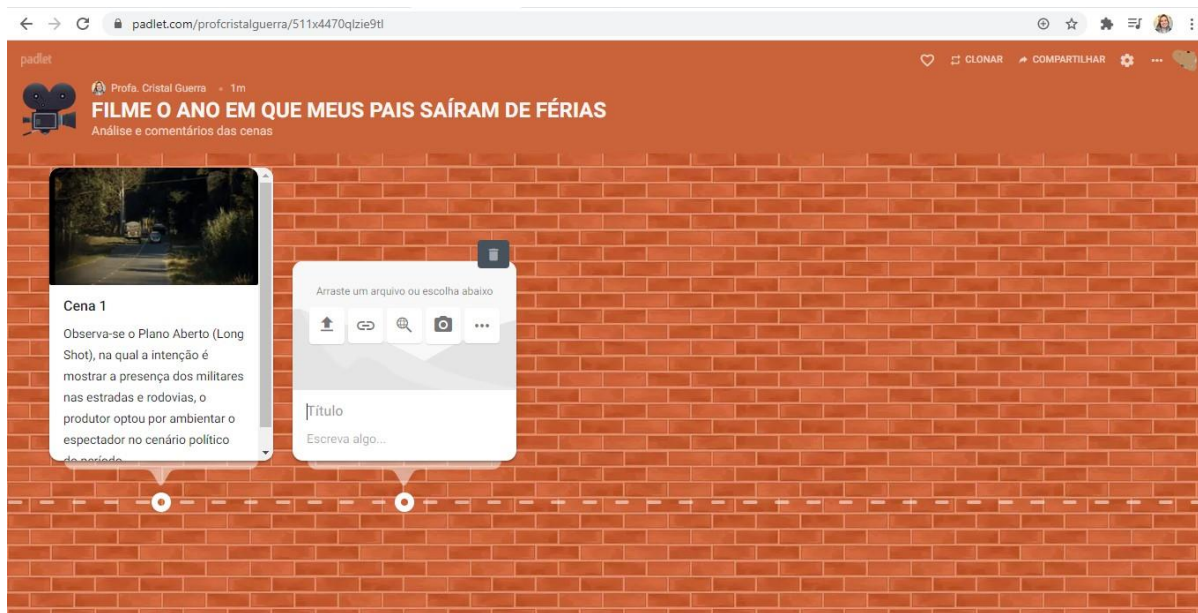 padlet.com/profcristalguerra/511x4470qlzie9tl
padlet
CLONAR
COMPARTILHAR
Profa. Cristal Guerra • 1m
FILME O ANO EM QUE MEUS PAIS SAÍRAM DE FÉRIAS
Análise e comentários das cenas
Cena 1
Observa-se o Plano Aberto (Long
Shot), na qual a intenção é
mostrar a presença dos militares
nas estradas e rodovias, o
produtor optou por ambientar o
espectador no cenário político
do período
Arraste um arquivo ou escolha abaixo
Título
Escreva algo...